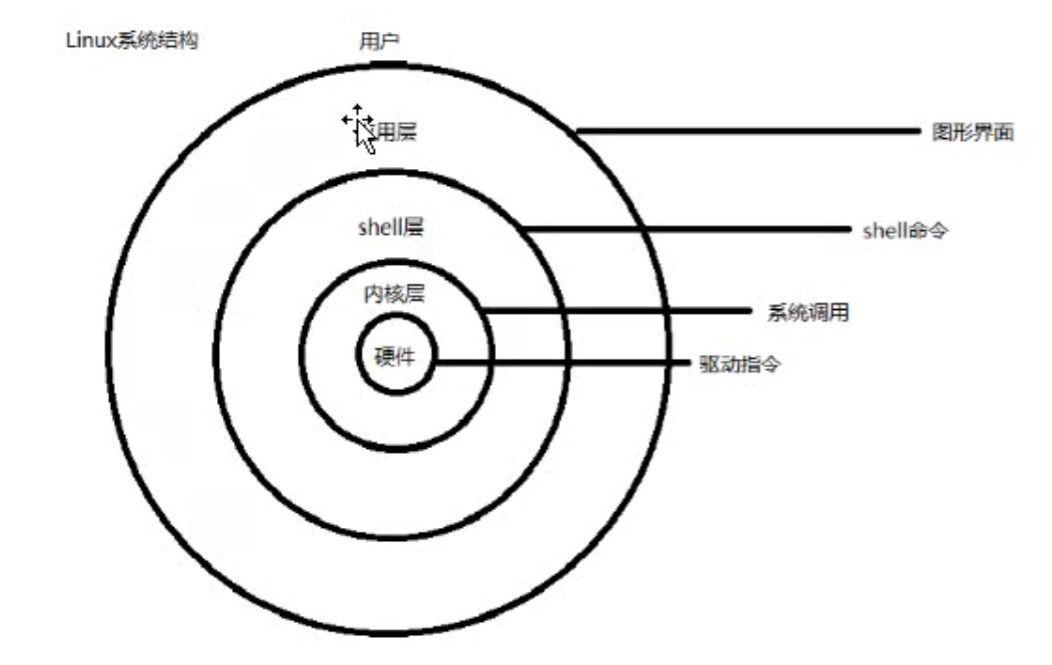 Linux系统结构
用户
用层
图形界面
shell层
shell命令
内核层
系统调用
硬件
驱动指令